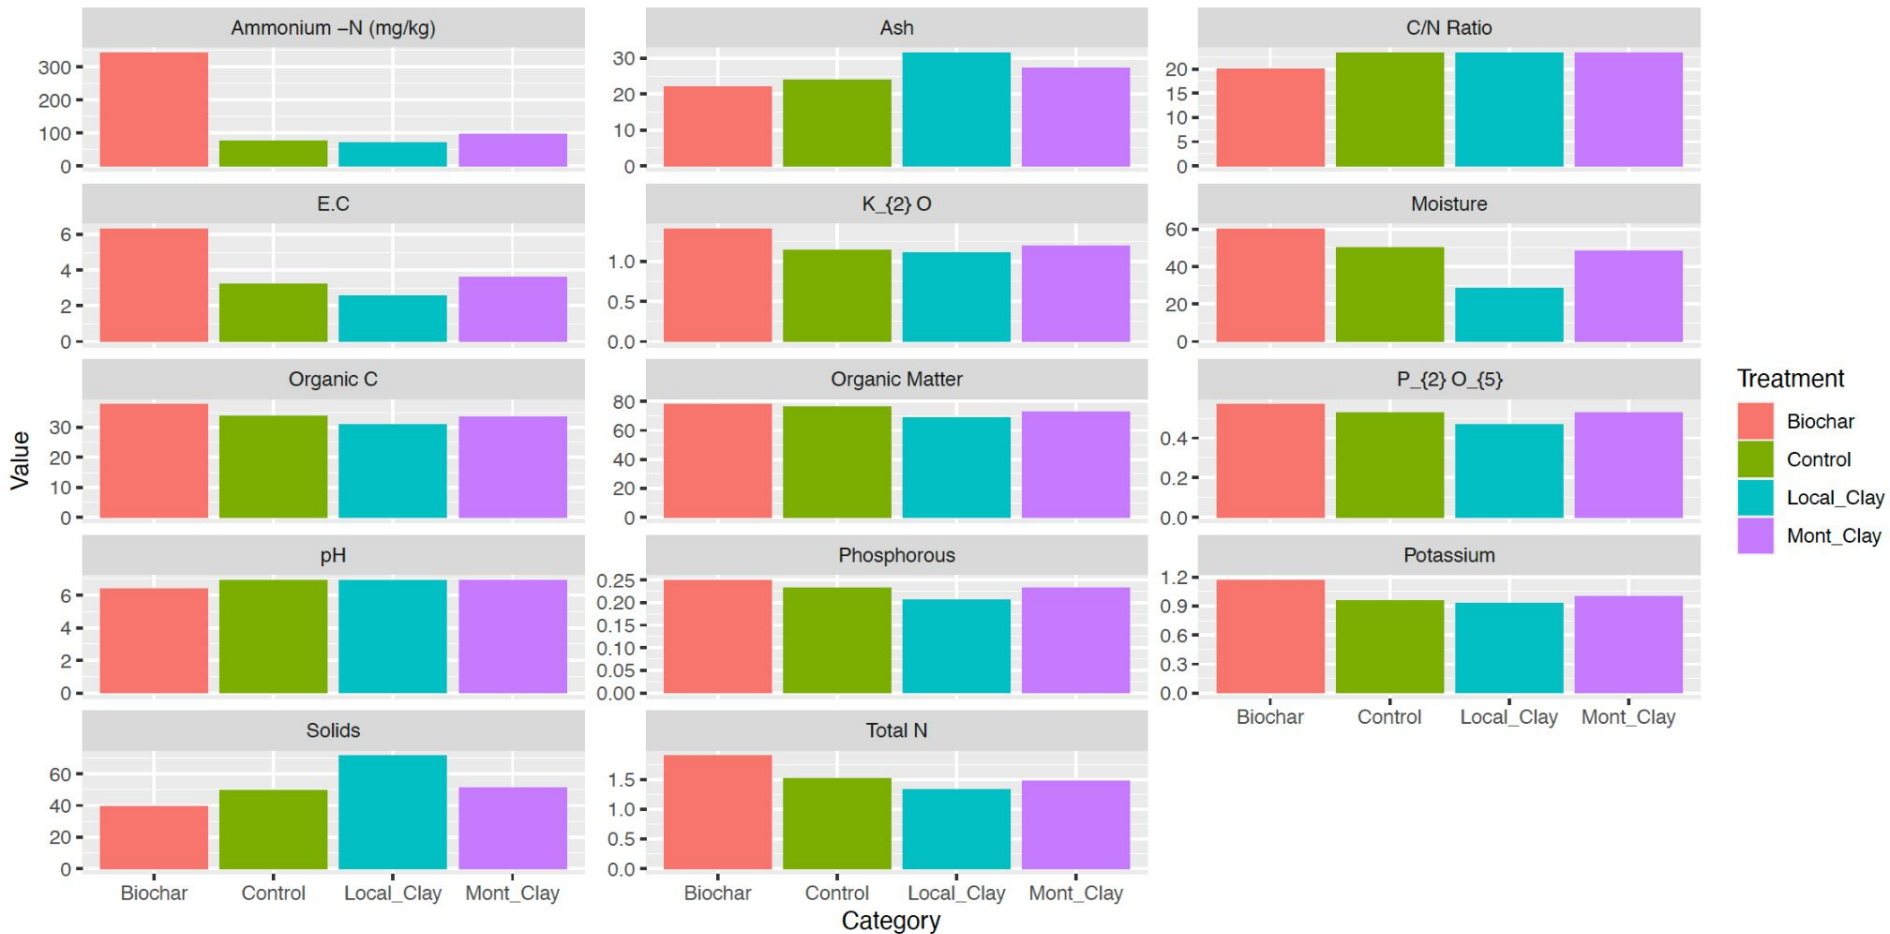 Ammonium –N (mg/kg)
Ash
C/N Ratio
300
200
100
0
30
20
10
0
20
15
10
5
0
E.C
K_{2} O
Moisture
6
4
2
0
1.0
0.5
0.0
60
40
20
0
Organic C
Organic Matter
P_{2} O_{5}
30
20
10
0
80
60
40
20
0
0.4
0.2
0.0
pH
Phosphorous
Potassium
6
4
2
0
0.25
0.20
0.15
0.10
0.05
0.00
1.2
0.9
0.6
0.3
0.0
Biochar Control Local_Clay Mont_Clay
Solids
Total N
60
40
20
0
1.5
1.0
0.5
0.0
Biochar Control Local_Clay Mont_Clay
Biochar Control Local_Clay Mont_Clay
Value
Category
Treatment
Biochar
Control
Local_Clay
Mont_Clay